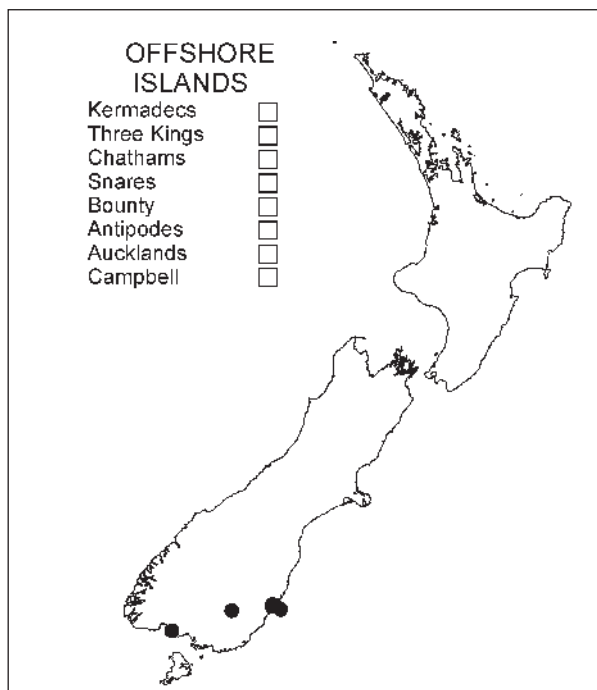 OFFSHORE
ISLANDS
Kermadecs
Three Kings
Chathams
Snares
Bounty
Antipodes
Aucklands
Campbell